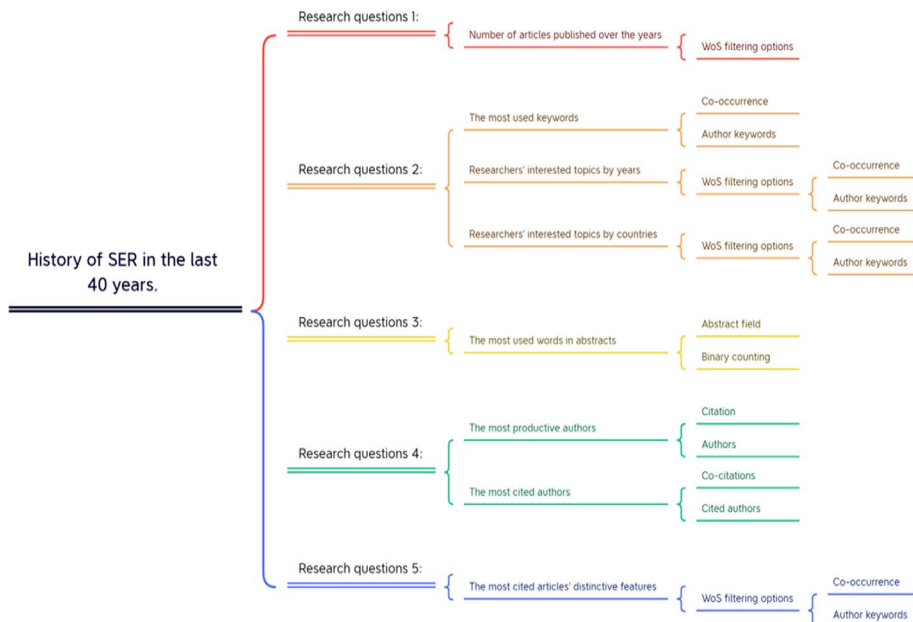 History of SER in the last
40 years.
Research questions 1:
Number of articles published over the years
WoS filtering options
Research questions 2:
The most used keywords
Co-occurrence
Author keywords
Researchers' interested topics by years
WoS filtering options
Co-occurrence
Author keywords
Researchers' interested topics by countries
WoS filtering options
Co-occurrence
Author keywords
Research questions 3:
The most used words in abstracts
Abstract field
Binary counting
Research questions 4:
The most productive authors
Citation
Authors
The most cited authors
Co-citations
Cited authors
Research questions 5:
The most cited articles' distinctive features
WoS filtering options
Co-occurrence
Author keywords